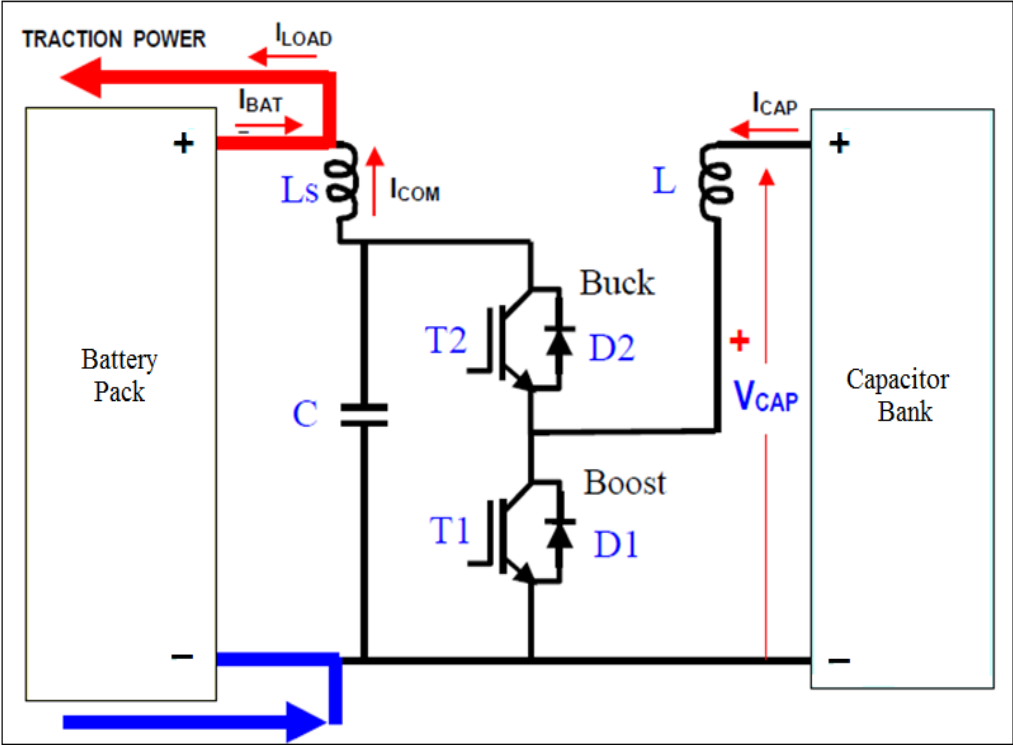 TRACTION POWER
ILOAD
IBAT
ICAP
+
+
Ls
ICOM
L
Buck
T2
D2
+
Battery
Pack
VCAP
Capacitor
Bank
C
Boost
T1
D1
−
−